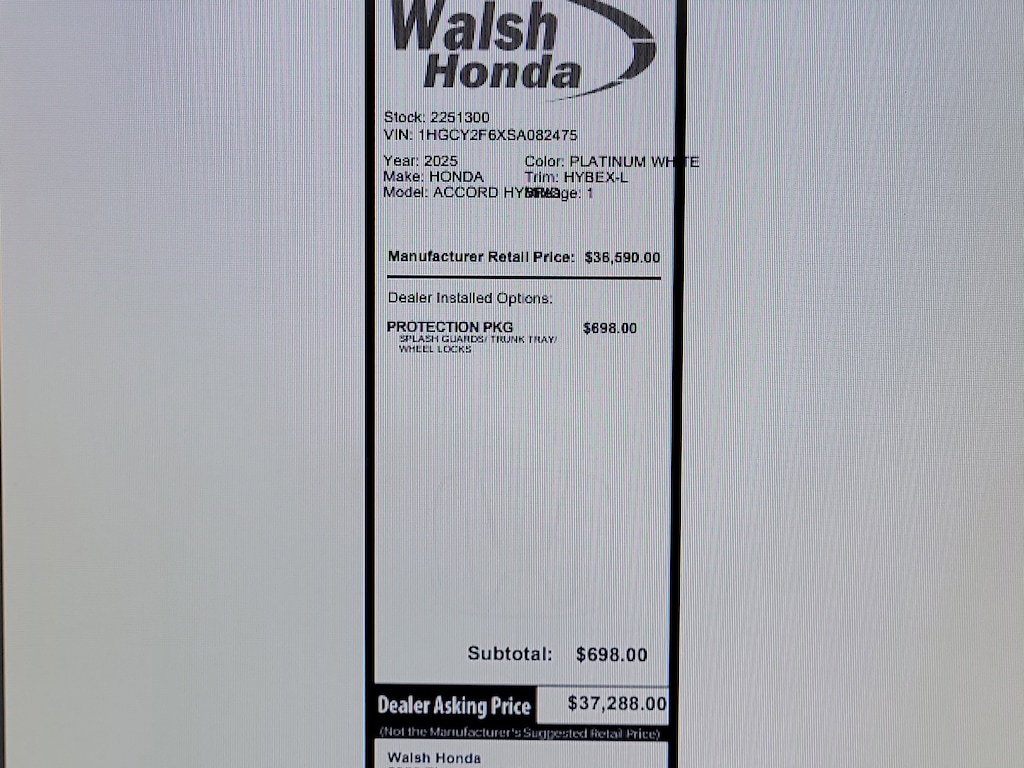 Walsh
Honda
Stock: 2251300
VIN: 1HGCY2F6XSA082475
Year: 2025 Color: PLATINUM WHITE
Make: HONDA Trim: HYBEX-L
Model: ACCORD HYBRID Mileage: 1
Manufacturer Retail Price: $36,590.00
Dealer Installed Options:
PROTECTION PKG $698.00
SPLASH GUARDS/ TRUNK TRAY/
WHEEL LOCKS
Subtotal: $698.00
Dealer Asking Price $37,288.00
(Not the Manufacturer's Suggested Retail Price)
Walsh Honda